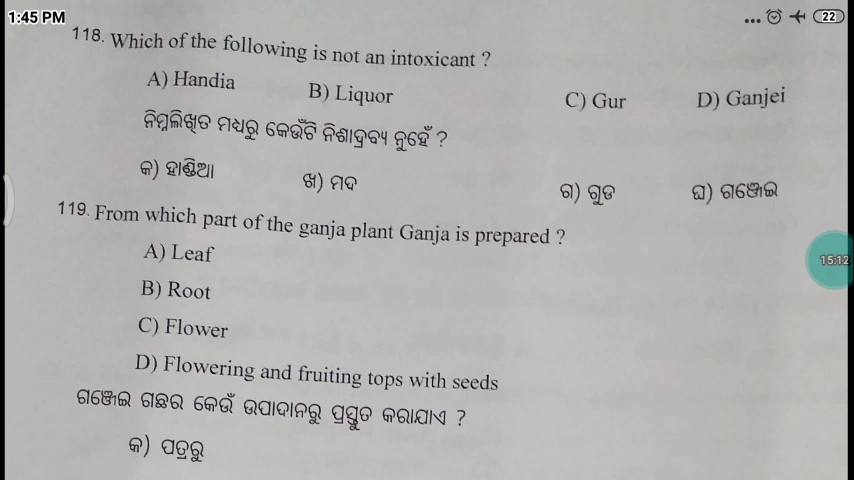 1:45 PM
22
118. Which of the following is not an intoxicant ?
A) Handia B) Liquor C) Gur D) Ganjei
ନିମ୍ନଲିଖିତ ମଧ୍ୟରୁ କେଉଁଟି ନିଶାଦ୍ରବ୍ୟ ନୁହେଁ ?
କ) ହାଣ୍ଡିଆ ଖ) ମଦ ଗ) ଗୁଡ ଘ) ଗଞ୍ଜେଇ
119. From which part of the ganja plant Ganja is prepared ?
A) Leaf
15:12
B) Root
C) Flower
D) Flowering and fruiting tops with seeds
ଗଞ୍ଜେଇ ଗଛର କେଉଁ ଉପାଦାନରୁ ପ୍ରସ୍ତୁତ କରାଯାଏ ?
କ) ପତ୍ରରୁ